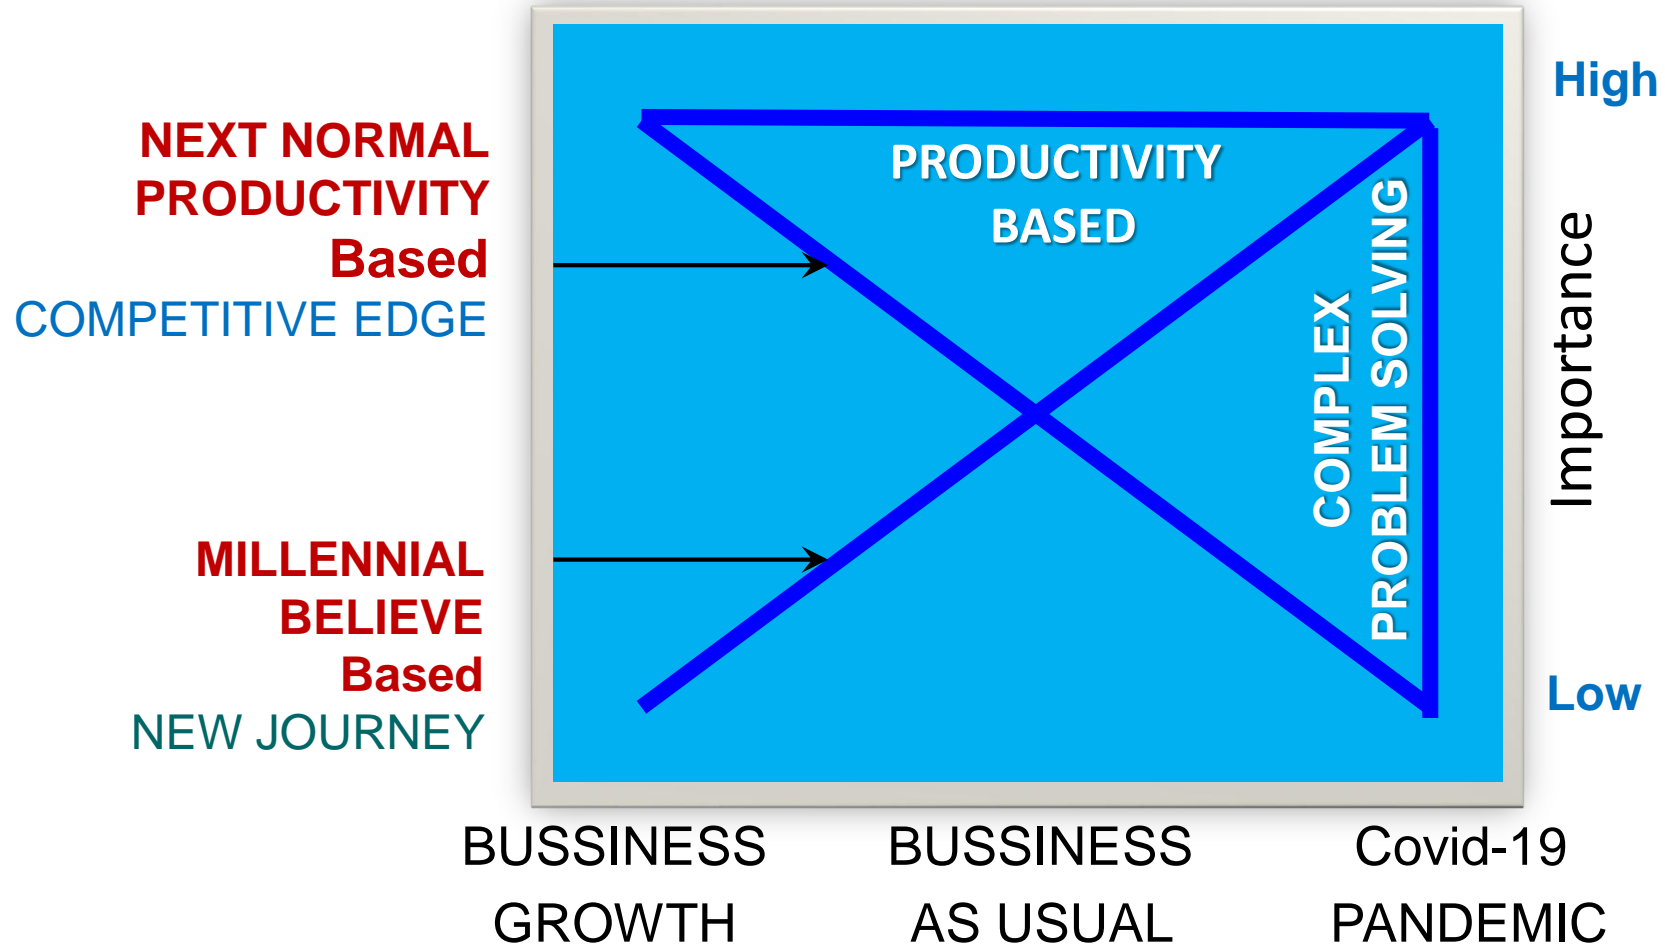 NEXT NORMAL
PRODUCTIVITY
Based
COMPETITIVE EDGE
MILLENNIAL
BELIEVE
Based
NEW JOURNEY
PRODUCTIVITY
BASED
COMPLEX
PROBLEM SOLVING
High
Importance
Low
BUSSINESS
GROWTH
BUSSINESS
AS USUAL
Covid-19
PANDEMIC